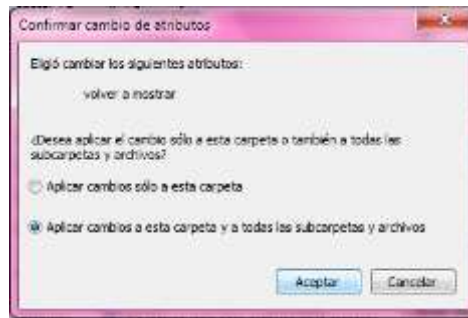 Confirmar cambio de atributos
Eligió cambiar los siguientes atributos:
volver a mostrar
¿Desea aplicar el cambio sólo a esta carpeta o también a todas las
subcarpetas y archivos?
Aplicar cambios sólo a esta carpeta
Aplicar cambios a esta carpeta y a todas las subcarpetas y archivos
Aceptar
Cancelar